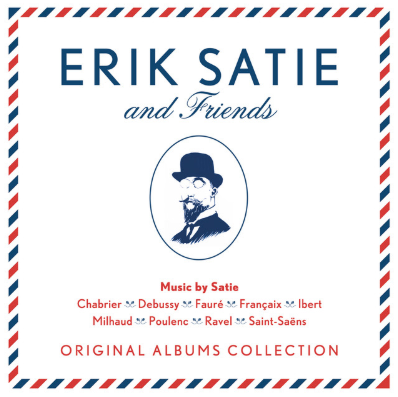 ERIK SATIE
and Friends
Music by Satie
Chabrier Debussy Fauré Françaix Ibert
Milhaud Poulenc Ravel Saint-Saëns
ORIGINAL ALBUMS COLLECTION